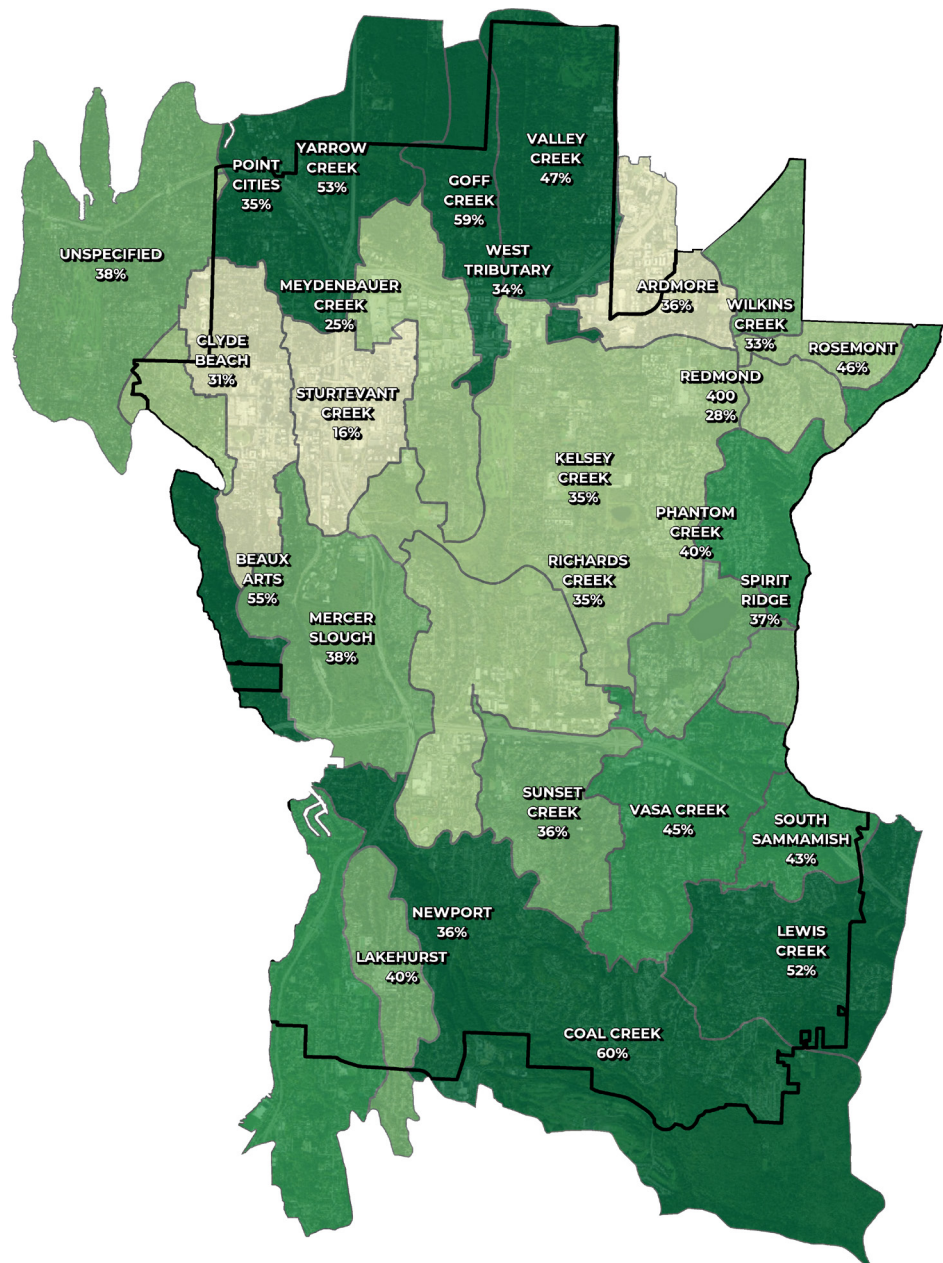 VALLEY
CREEK
47%
YARROW
CREEK
53%
POINT
CITIES
35%
GOFF
CREEK
59%
UNSPECIFIED
38%
WEST
TRIBUTARY
34%
MEYDENBAUER
CREEK
25%
ARDMORE
36%
WILKINS
CREEK
33%
CLYDE
BEACH
31%
ROSEMONT
46%
STURTEVANT
CREEK
16%
REDMOND
400
28%
KELSEY
CREEK
35%
PHANTOM
CREEK
40%
BEAUX
ARTS
55%
RICHARDS
CREEK
35%
SPIRIT
RIDGE
37%
MERCER
SLOUGH
38%
SUNSET
CREEK
36%
VASA CREEK
45%
SOUTH
SAMMAMISH
43%
NEWPORT
36%
LEWIS
CREEK
52%
LAKEHURST
40%
COAL CREEK
60%